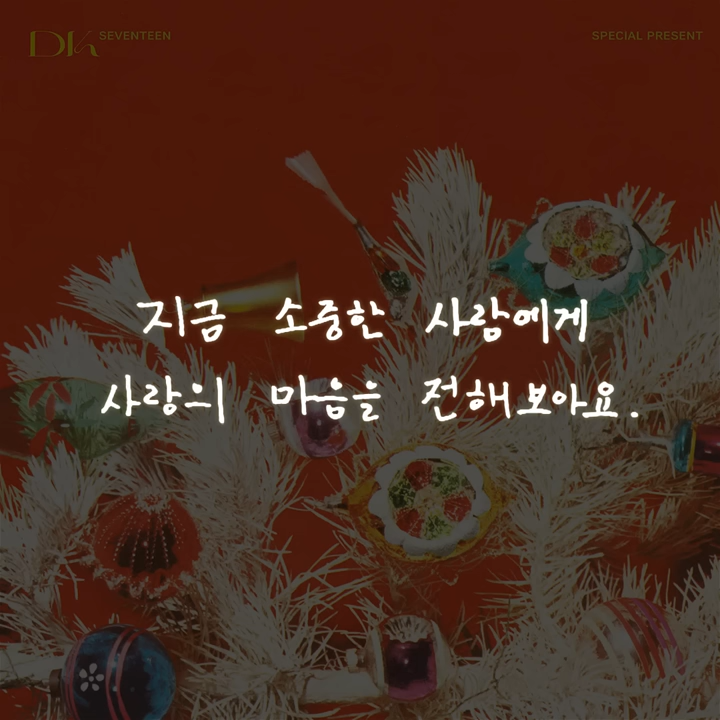 DK SEVENTEEN
SPECIAL PRESENT
지금 소중한 사람에게
사랑의 마음을 전해보아요.